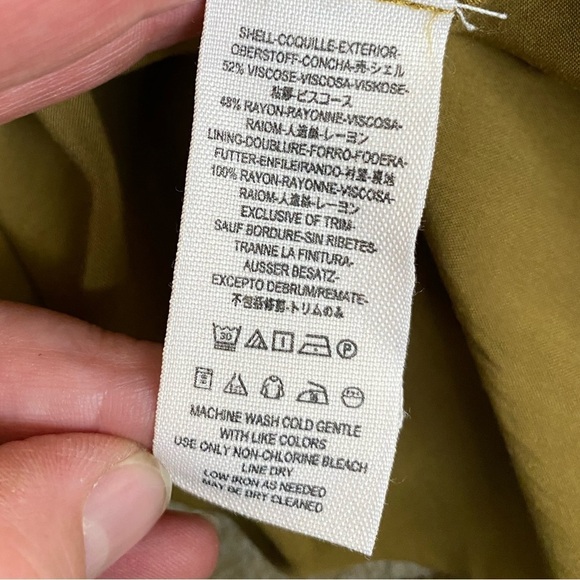 SHELL-COQUILLE-EXTERIOR-
OBERSTOFF-CONCHA-売-シェル
52% VISCOSE-VISCOSA-VISKOSE-
粘膠-ビスコース
48% RAYON-RAYONNE-VISCOSA-
RAIOM-人造絲-レーヨン
LINING-DOUBLURE-FORRO-FODERA-
FUTTER-ENFILEIRANDO-衬里-裏地
100% RAYON-RAYONNE-VISCOSA-
RAIOM-人造絲-レーヨン
EXCLUSIVE OF TRIM-
SAUF BORDURE-SIN RIBETES-
TRANNE LA FINITURA-
AUSSER BESATZ-
EXCEPTO DEBRUM/REMATE-
不包括修剪-トリムのみ
30 P
MACHINE WASH COLD GENTLE
WITH LIKE COLORS
USE ONLY NON-CHLORINE BLEACH
LINE DRY
LOW IRON AS NEEDED
MAY BE DRY CLEANED